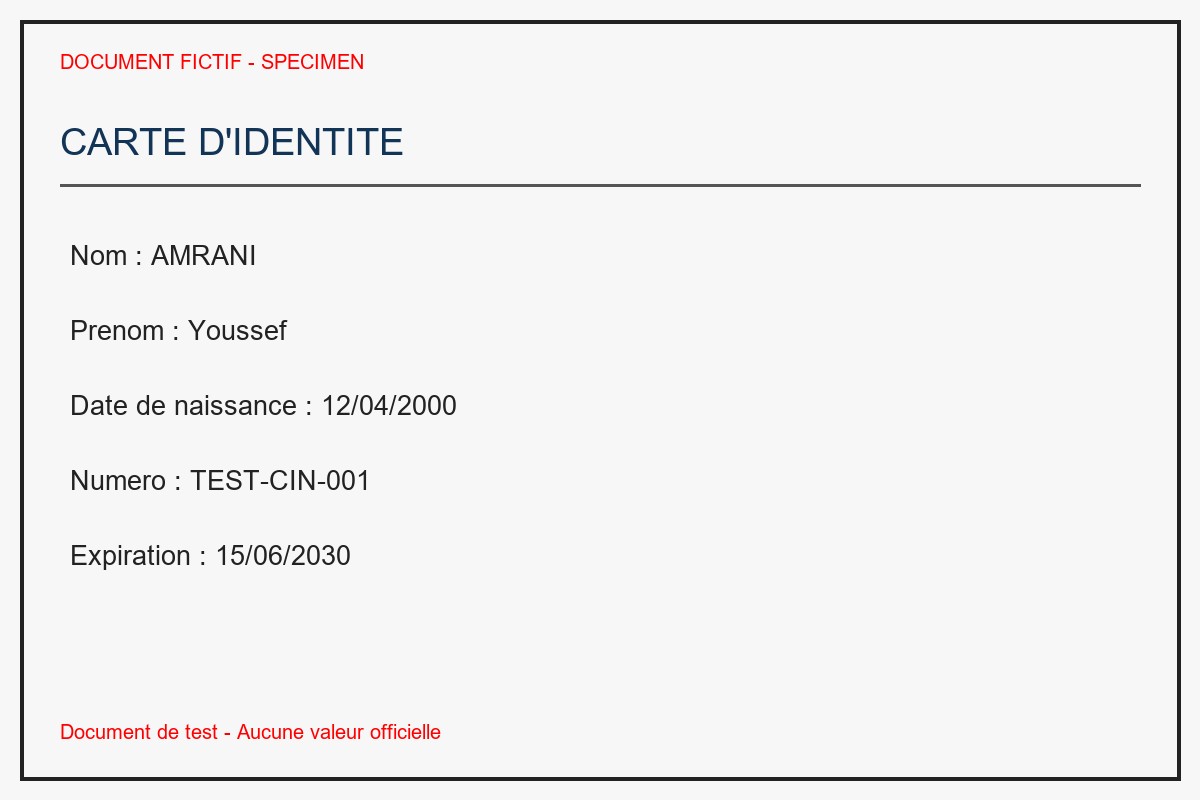 DOCUMENT FICTIF - SPECIMEN
CARTE D'IDENTITE
Nom : AMRANI
Prenom : Youssef
Date de naissance : 12/04/2000
Numero : TEST-CIN-001
Expiration : 15/06/2030
Document de test - Aucune valeur officielle